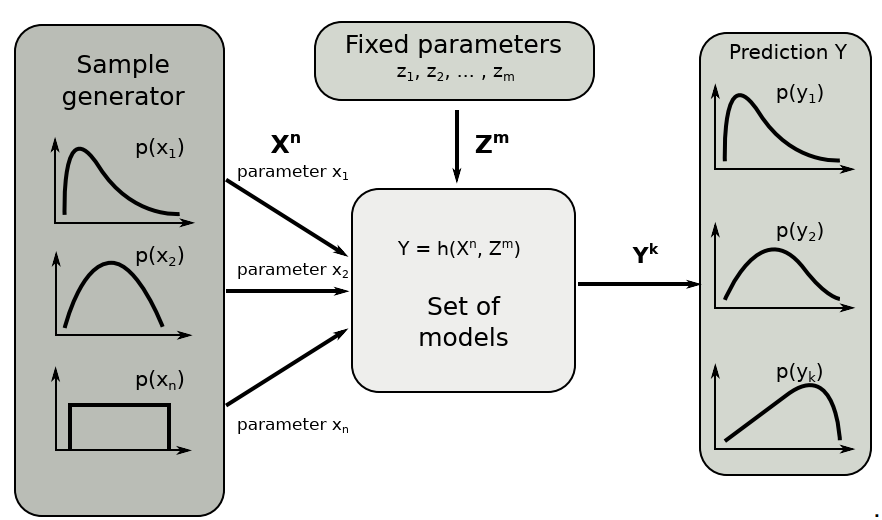 Sample
generator
p(x₁)
p(x₂)
p(xₙ)
Xⁿ
parameter x₁
parameter x₂
parameter xₙ
Fixed parameters
z₁, z₂, ... , zₘ
Zᵐ
Y = h(Xⁿ, Zᵐ)
Set of
models
Yᵏ
Prediction Y
p(y₁)
p(y₂)
p(yₖ)
.